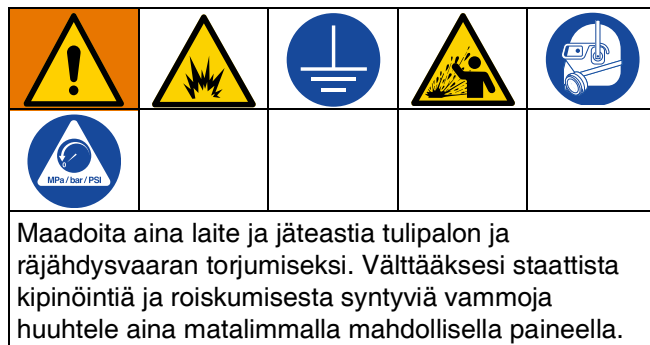 MPa / bar / PSI
Maadoita aina laite ja jäteastia tulipalon ja
räjähdysvaaran torjumiseksi. Välttääksesi staattista
kipinöintiä ja roiskumisesta syntyviä vammoja
huuhtele aina matalimmalla mahdollisella paineella.